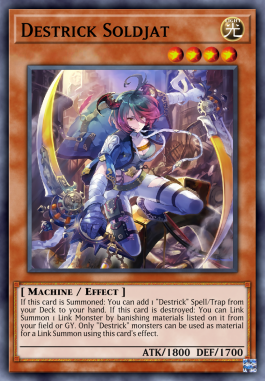 DESTRICK SOLDJAT
LIGHT
光
[ MACHINE / EFFECT ]
If this card is Summoned: You can add 1 "Destrick" Spell/Trap from
your Deck to your hand. If this card is destroyed: You can Link
Summon 1 Link Monster by banishing materials listed on it from
your field or GY. Only "Destrick" monsters can be used as material
for a Link Summon using this card's effect.
ATK/1800 DEF/1700